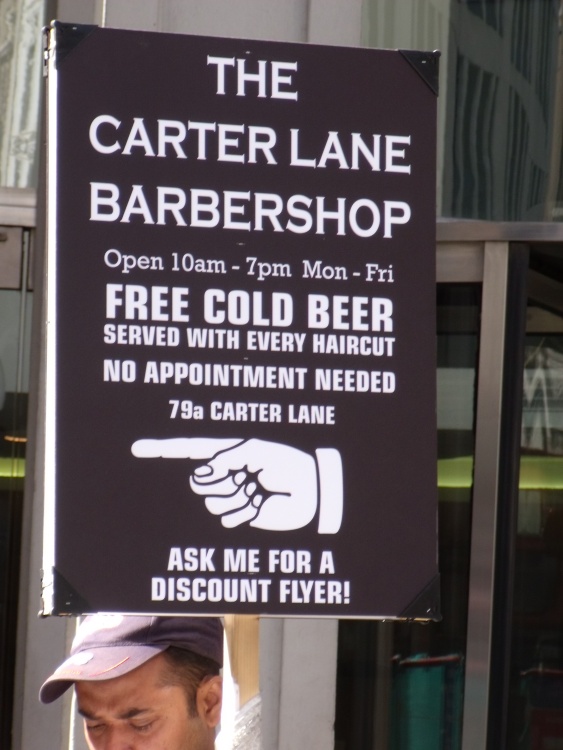 THE
CARTER LANE
BARBERSHOP
Open 10am - 7pm Mon - Fri
FREE COLD BEER
SERVED WITH EVERY HAIRCUT
NO APPOINTMENT NEEDED
79a CARTER LANE
ASK ME FOR A
DISCOUNT FLYER!